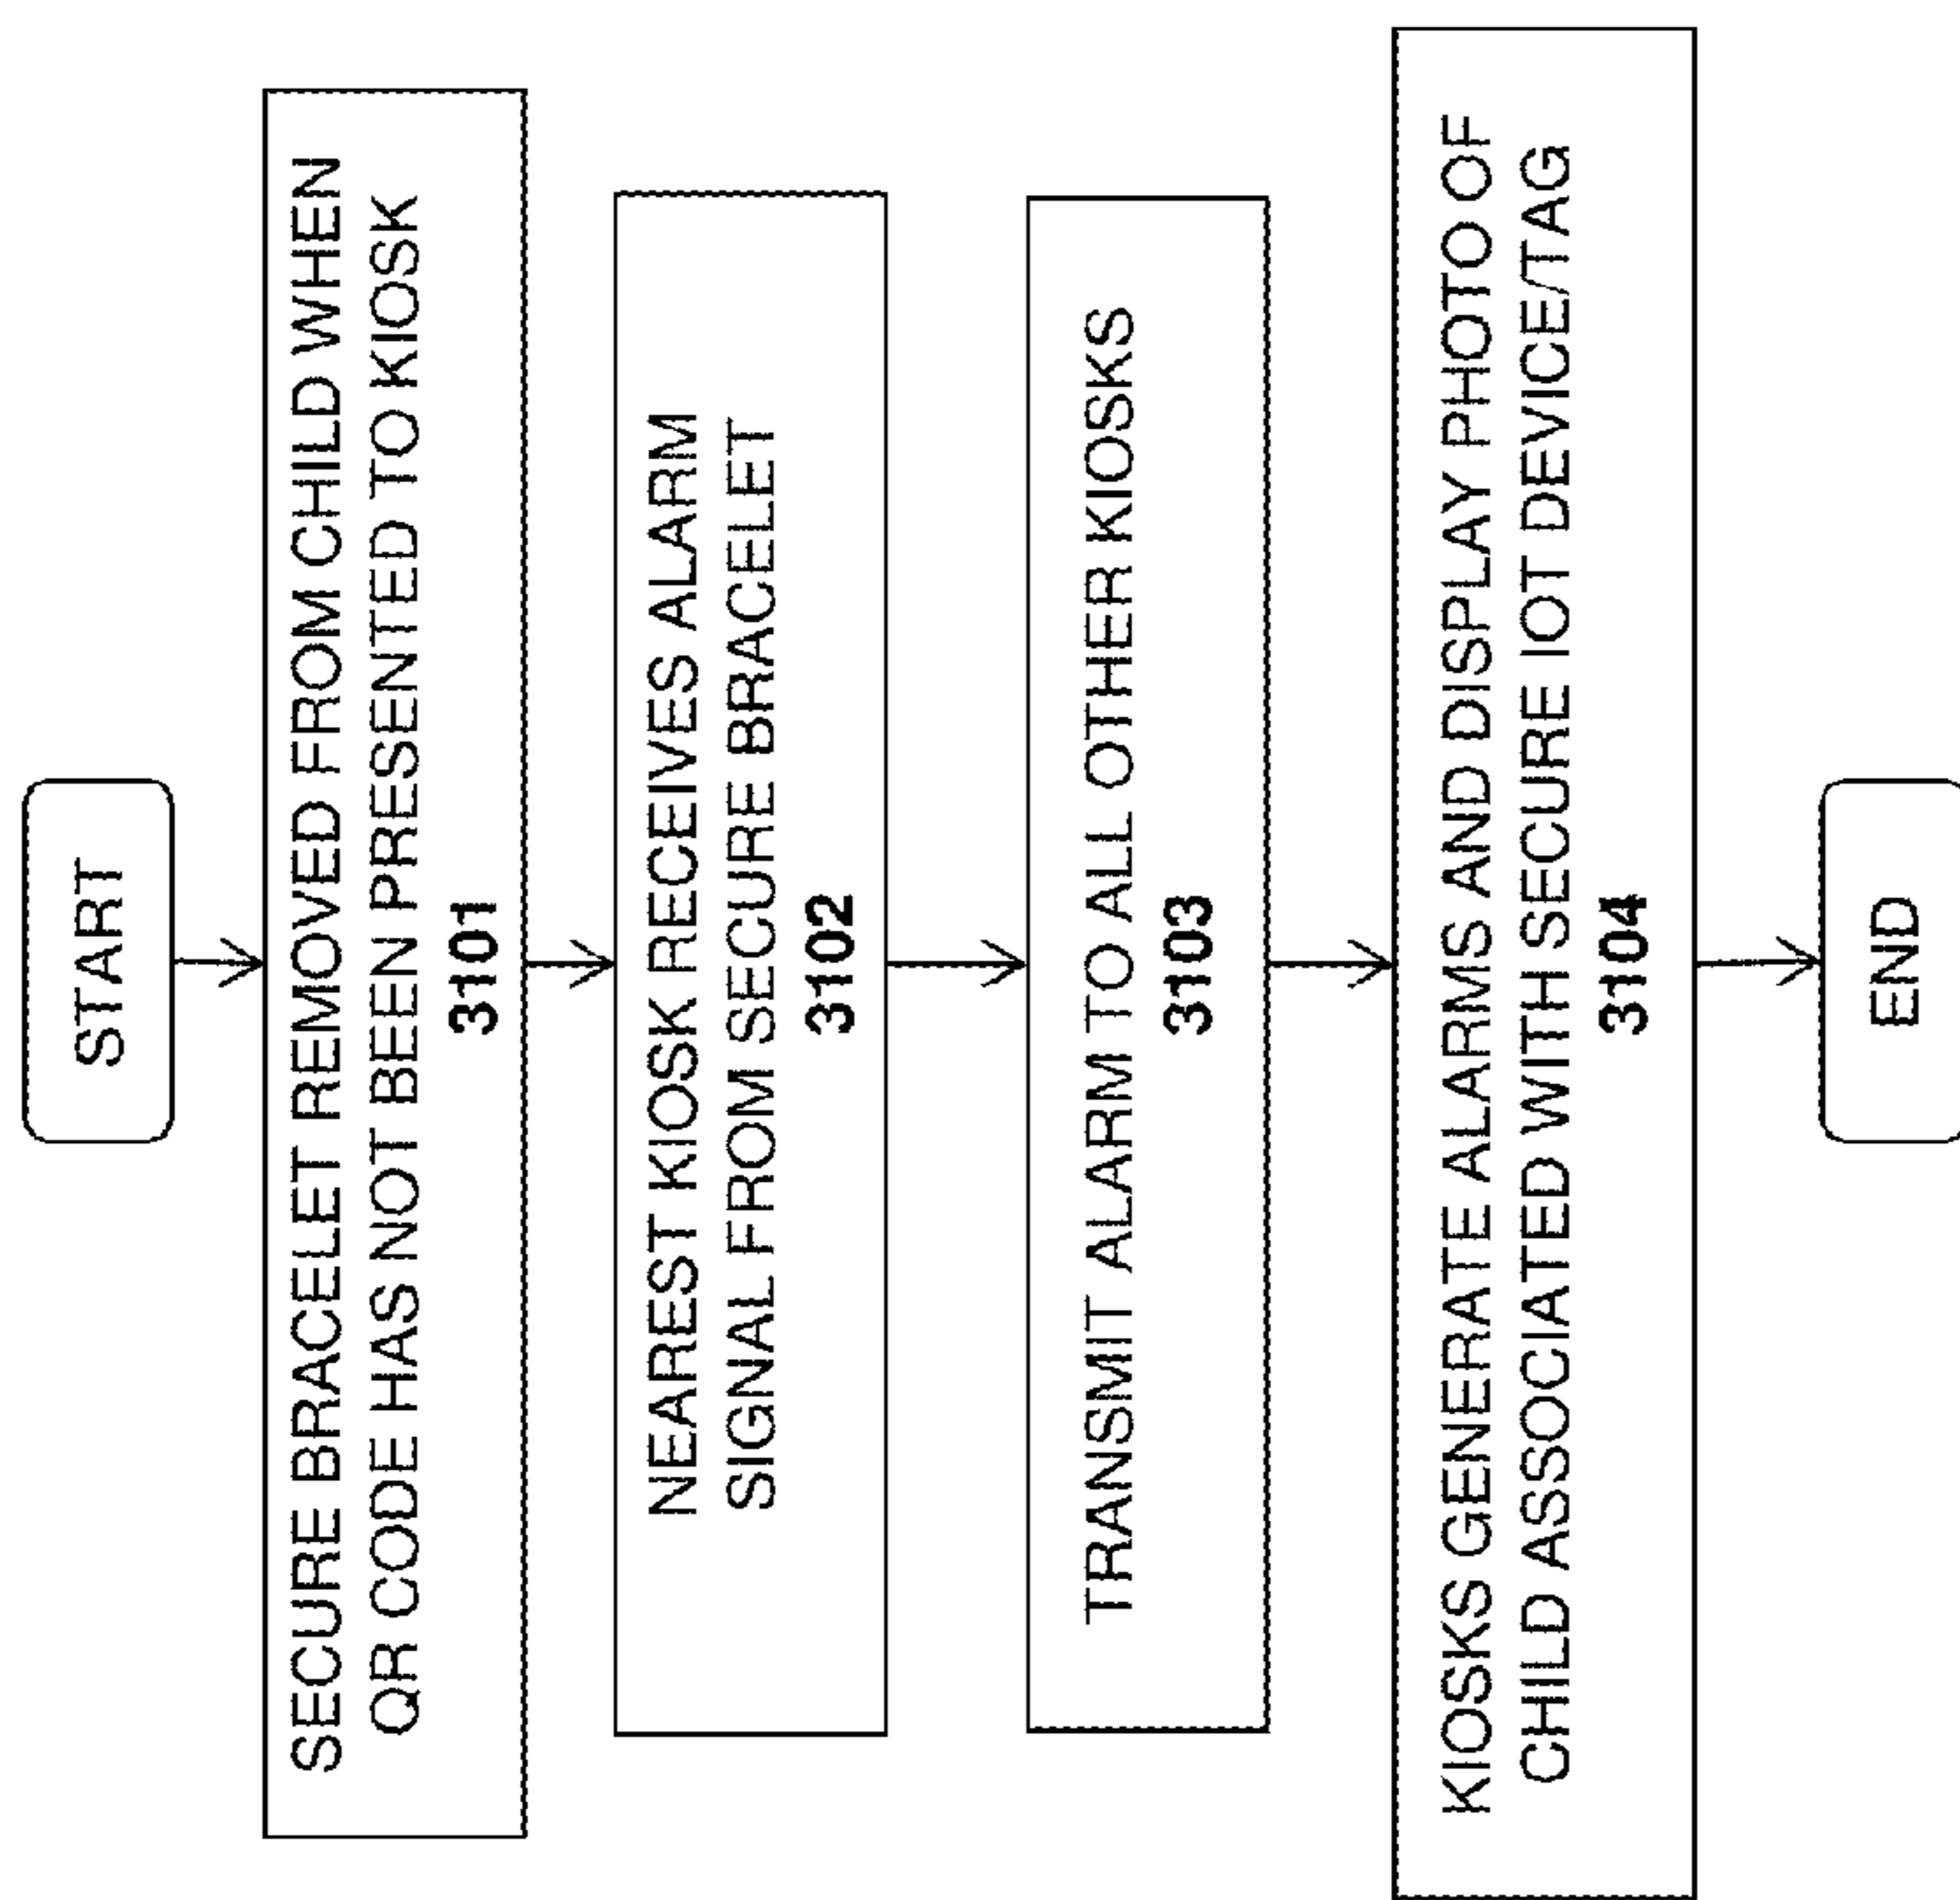 START
SECURE BRACELET REMOVED FROM CHILD WHEN
QR CODE HAS NOT BEEN PRESENTED TO KIOSK
3101
NEAREST KIOSK RECEIVES ALARM
SIGNAL FROM SECURE BRACELET
3102
TRANSMIT ALARM TO ALL OTHER KIOSKS
3103
KIOSKS GENERATE ALARMS AND DISPLAY PHOTO OF
CHILD ASSOCIATED WITH SECURE IOT DEVICE/TAG
3104
END